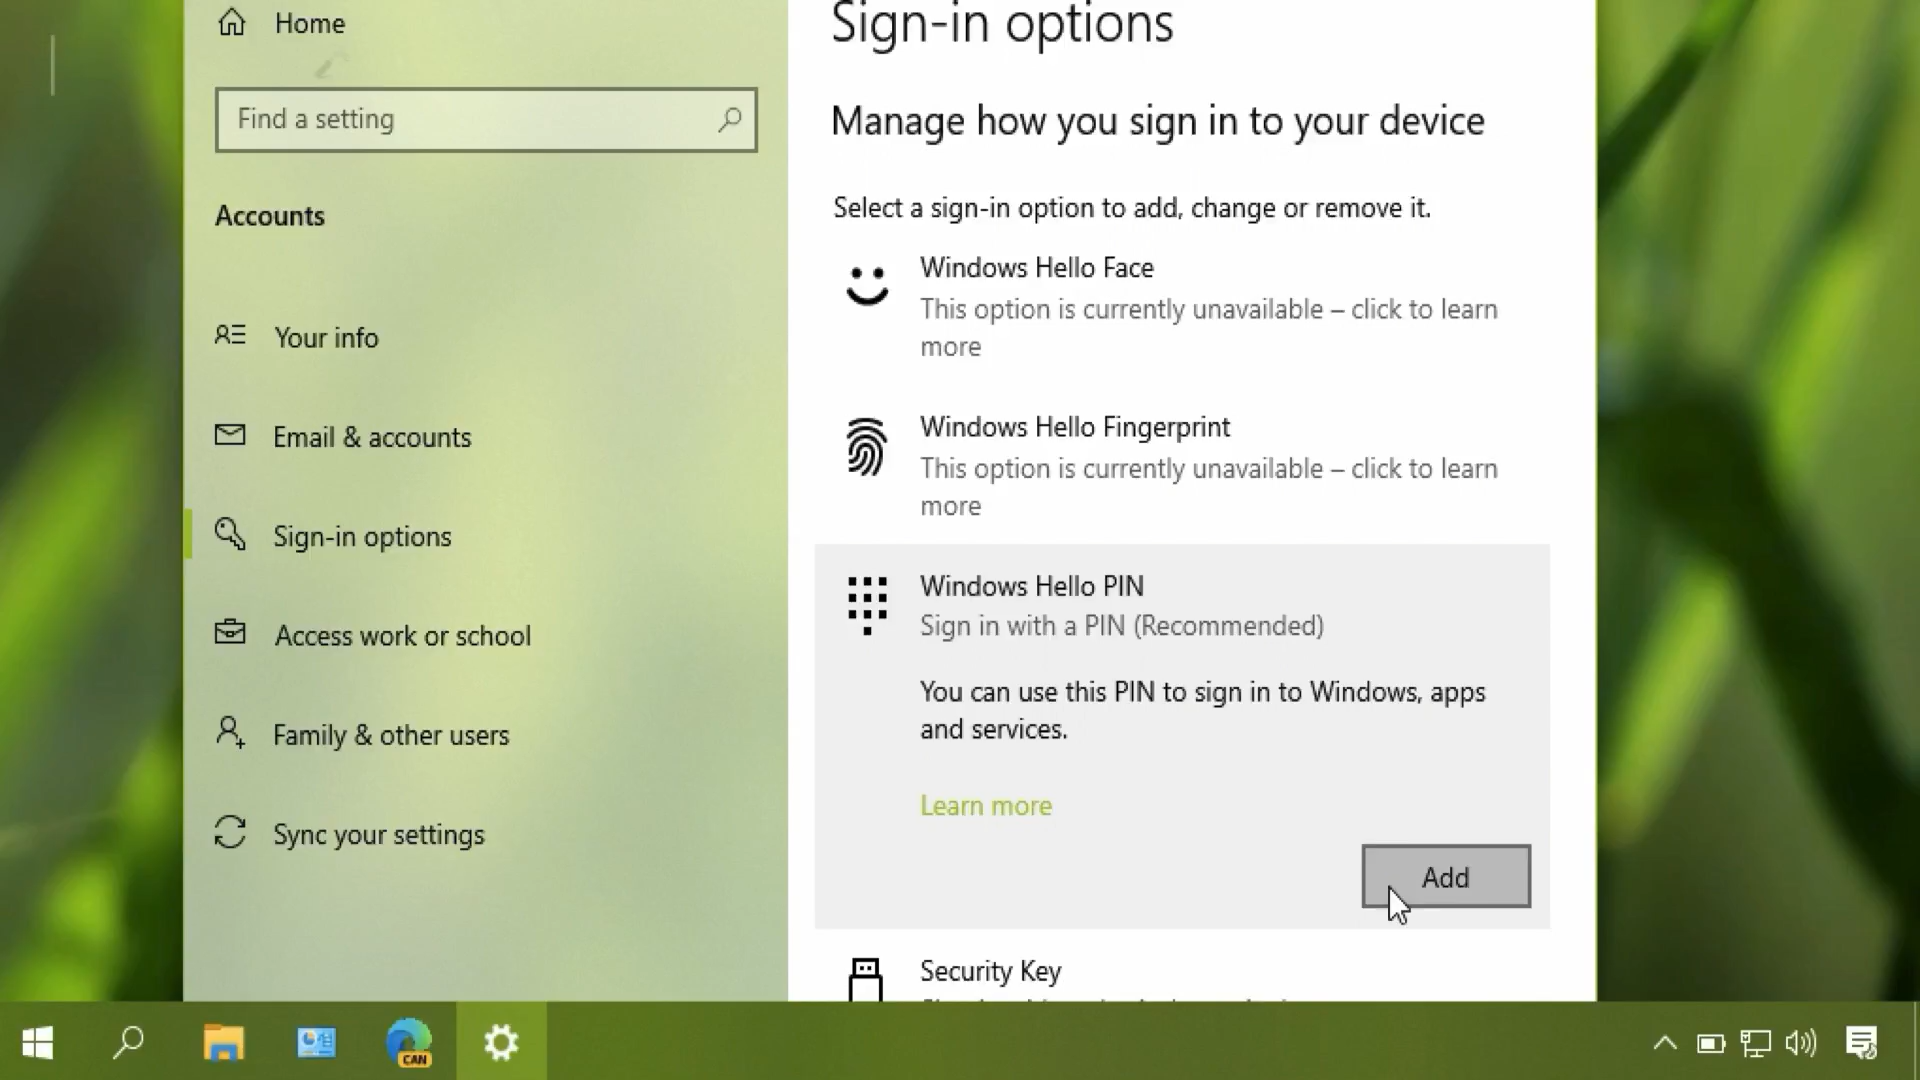 Home
Find a setting
Accounts
Your info
Email & accounts
Sign-in options
Access work or school
Family & other users
Sync your settings
Sign-in options
Manage how you sign in to your device
Select a sign-in option to add, change or remove it.
Windows Hello Face
This option is currently unavailable – click to learn
more
Windows Hello Fingerprint
This option is currently unavailable – click to learn
more
Windows Hello PIN
Sign in with a PIN (Recommended)
You can use this PIN to sign in to Windows, apps
and services.
Learn more
Add
Security Key
CAN